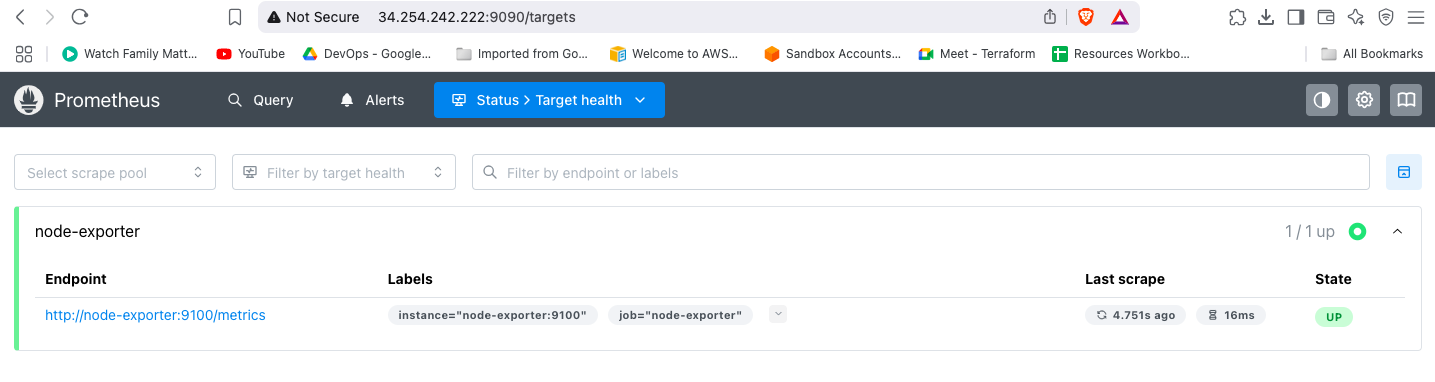 Not Secure 34.254.242.222:9090/targets
Watch Family Matt... YouTube DevOps - Google... Imported from Go... Welcome to AWS... Sandbox Accounts... Meet - Terraform Resources Workbo... All Bookmarks
Prometheus Query Alerts Status > Target health
Select scrape pool Filter by target health Filter by endpoint or labels
node-exporter 1 / 1 up
Endpoint Labels Last scrape State
http://node-exporter:9100/metrics instance="node-exporter:9100" job="node-exporter" 4.751s ago 16ms UP